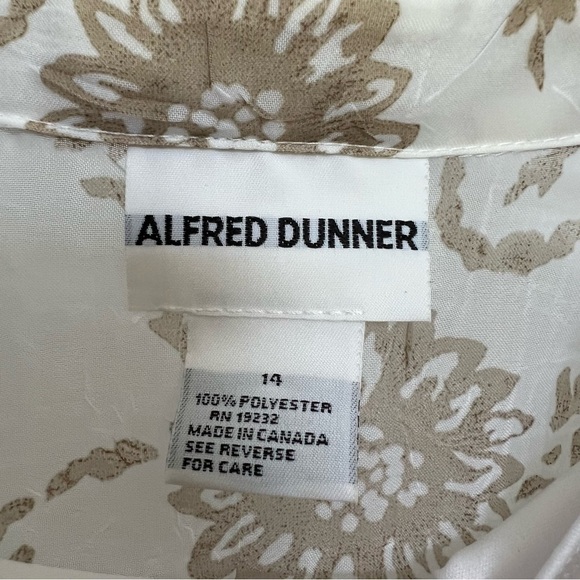 ALFRED DUNNER
14
100% POLYESTER
RN 19232
MADE IN CANADA
SEE REVERSE
FOR CARE